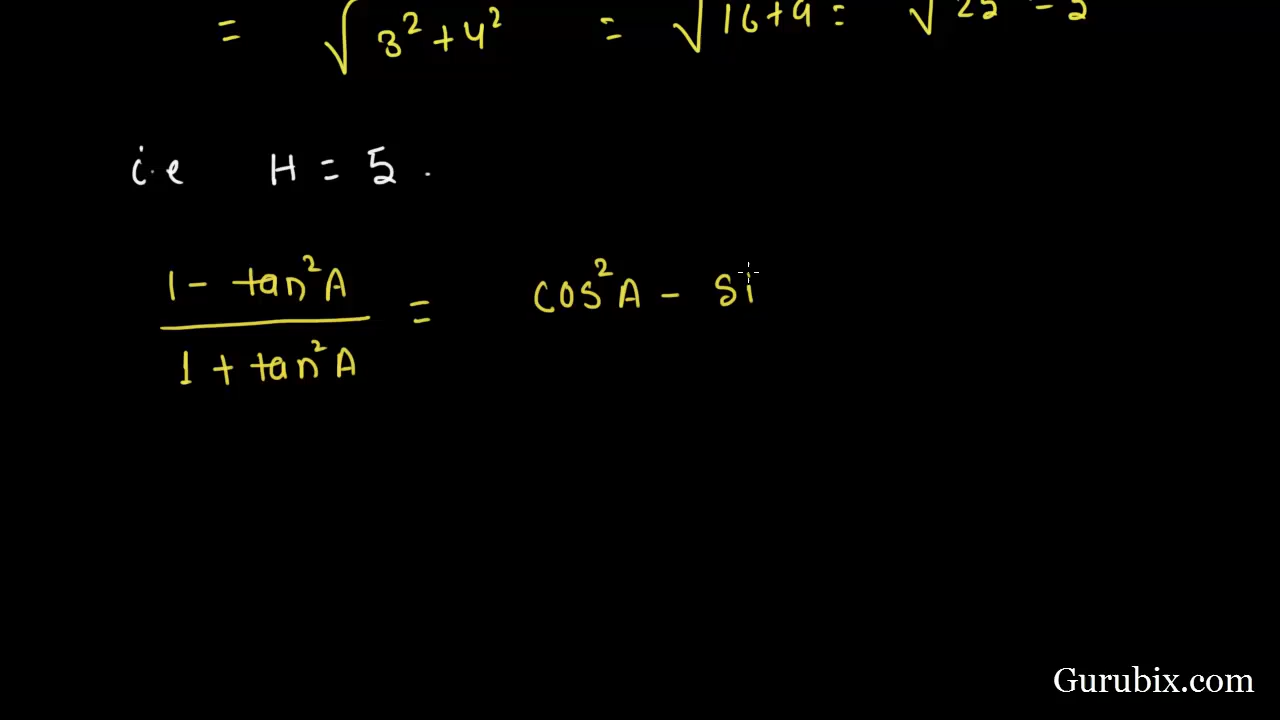 = √3² + 4² = √16 + 9 = √25 = 5
i.e H = 5 .
1 - tan²A / 1 + tan²A = cos²A - Si
Gurubix.com